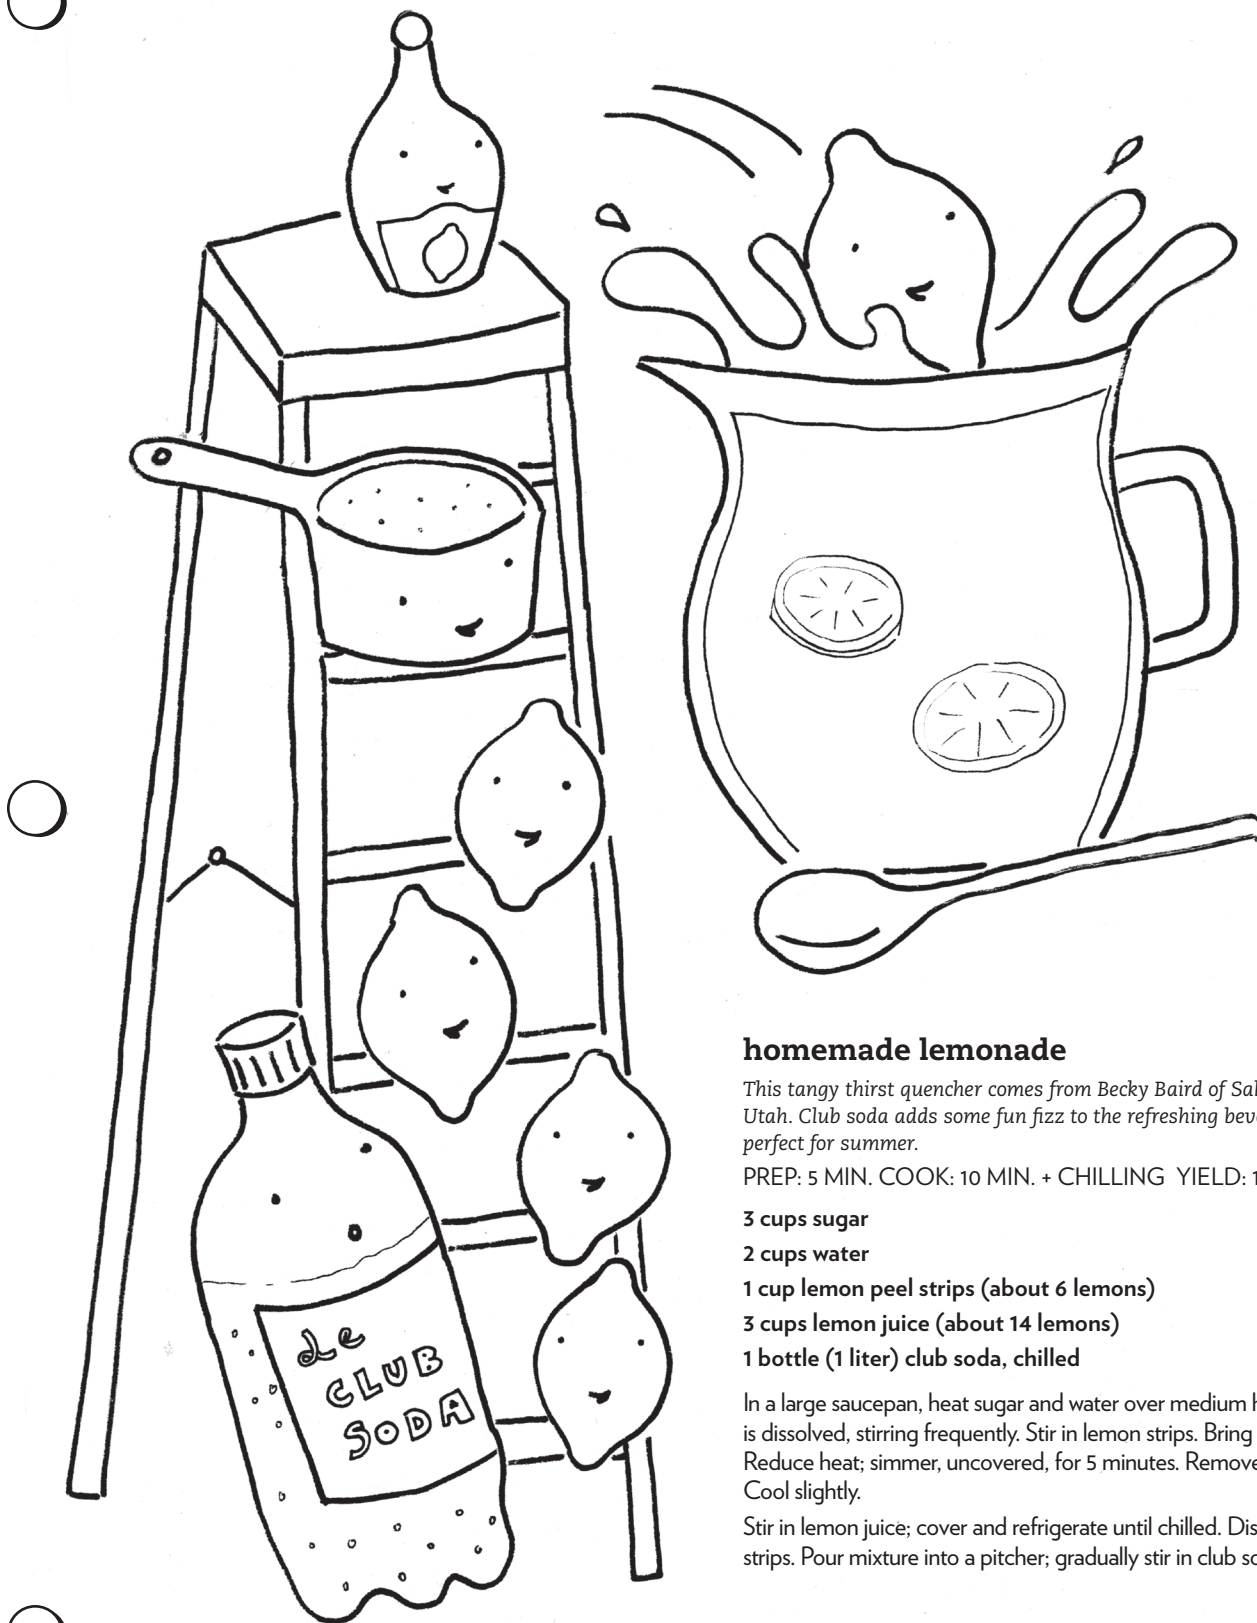 Le
CLUB
SODA
homemade lemonade
This tangy thirst quencher comes from Becky Baird of
Utah. Club soda adds some fun fizz to the refreshing
perfect for summer.
PREP: 5 MIN. COOK: 10 MIN. + CHILLING YIELD:
3 cups sugar
2 cups water
1 cup lemon peel strips (about 6 lemons)
3 cups lemon juice (about 14 lemons)
1 bottle (1 liter) club soda, chilled
In a large saucepan, heat sugar and water over medium
is dissolved, stirring frequently. Stir in lemon strips. Bring
Reduce heat; simmer, uncovered, for 5 minutes. Remove
Cool slightly.
Stir in lemon juice; cover and refrigerate until chilled.
strips. Pour mixture into a pitcher; gradually stir in club